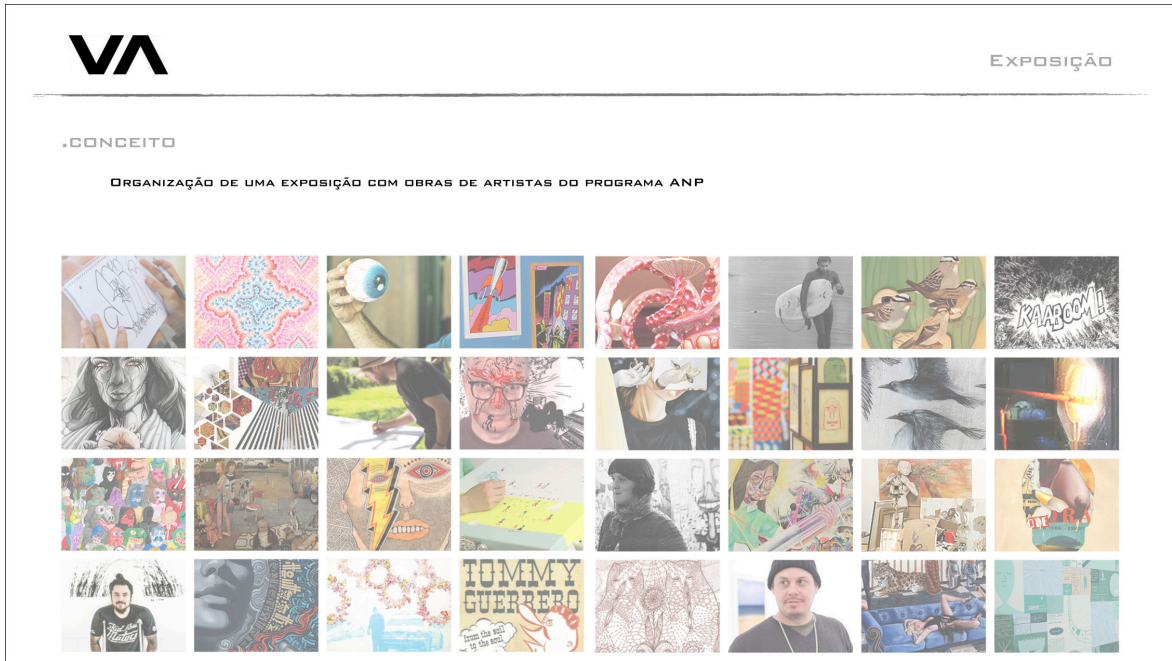 VA
Exposição
.conceito
Organização de uma exposição com obras de artistas do programa ANP
KAABOOM!
TOMMY
GUERRERO
from the soil
to the soul